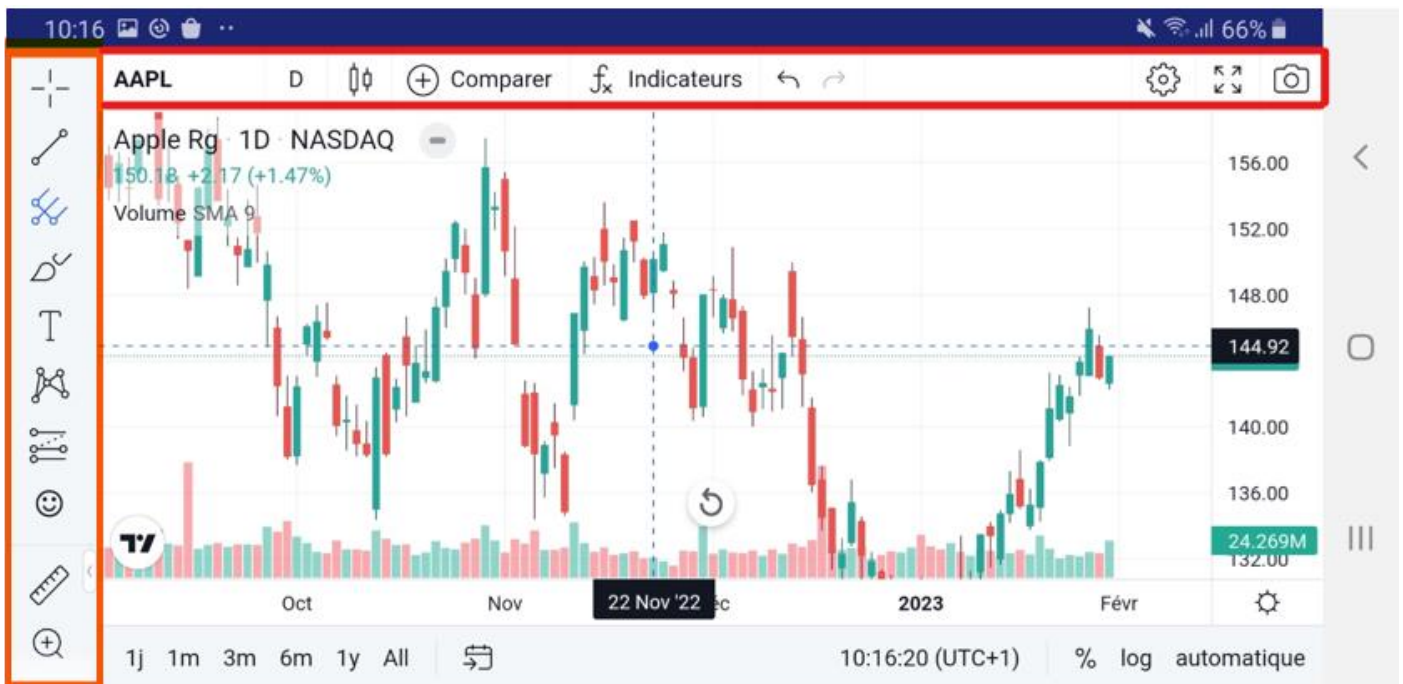 10:16
66%
AAPL D Comparer fx Indicateurs
Apple Rg · 1D · NASDAQ
150.18 +2.17 (+1.47%)
Volume SMA 9
T
156.00
152.00
148.00
144.92
140.00
136.00
24.269M
132.00
Oct Nov 22 Nov '22 éc 2023 Févr
1j 1m 3m 6m 1y All 10:16:20 (UTC+1) % log automatique